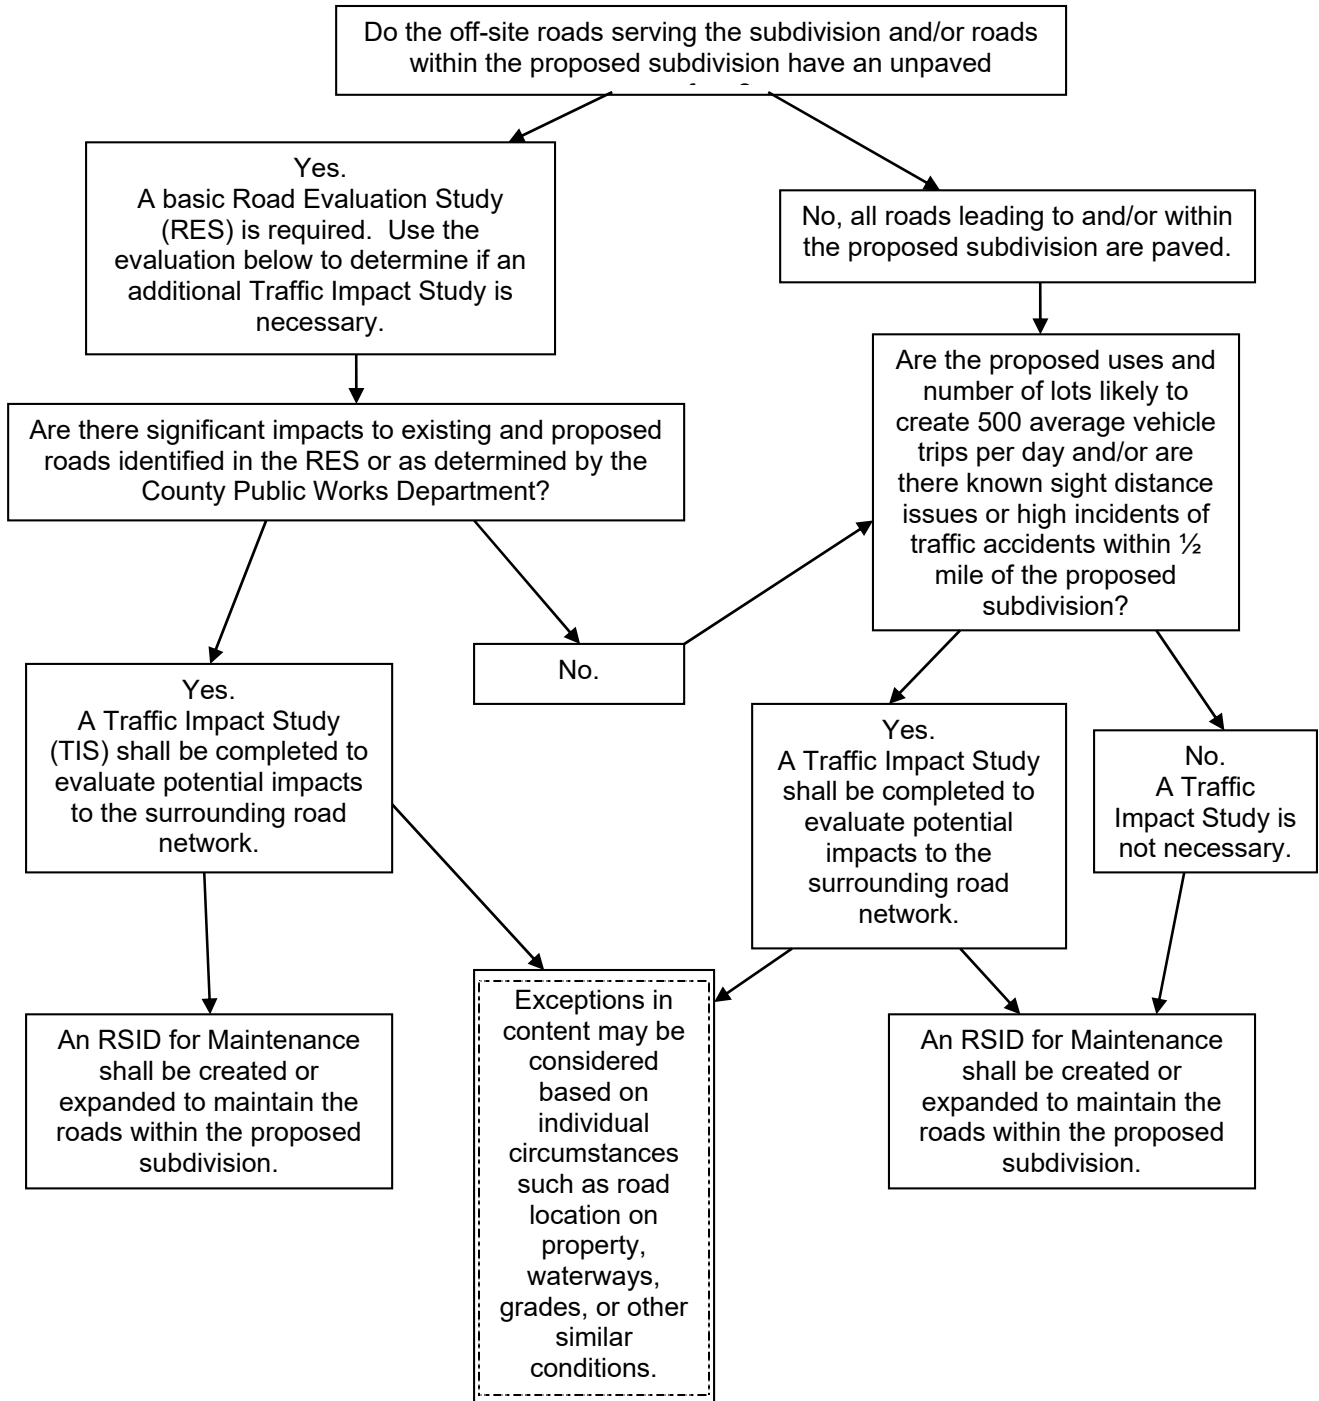 Do the off-site roads serving the subdivision and/or roads
within the proposed subdivision have an unpaved
Yes.
A basic Road Evaluation Study
(RES) is required.  Use the
evaluation below to determine if an
additional Traffic Impact Study is
necessary.
No, all roads leading to and/or within
the proposed subdivision are paved.
Are there significant impacts to existing and proposed
roads identified in the RES or as determined by the
County Public Works Department?
Are the proposed uses and
number of lots likely to
create 500 average vehicle
trips per day and/or are
there known sight distance
issues or high incidents of
traffic accidents within ½
mile of the proposed
subdivision?
No.
Yes.
A Traffic Impact Study
(TIS) shall be completed to
evaluate potential impacts
to the surrounding road
network.
Yes.
A Traffic Impact Study
shall be completed to
evaluate potential
impacts to the
surrounding road
network.
No.
A Traffic
Impact Study is
not necessary.
An RSID for Maintenance
shall be created or
expanded to maintain the
roads within the proposed
subdivision.
Exceptions in
content may be
considered
based on
individual
circumstances
such as road
location on
property,
waterways,
grades, or other
similar
conditions.
An RSID for Maintenance
shall be created or
expanded to maintain the
roads within the proposed
subdivision.